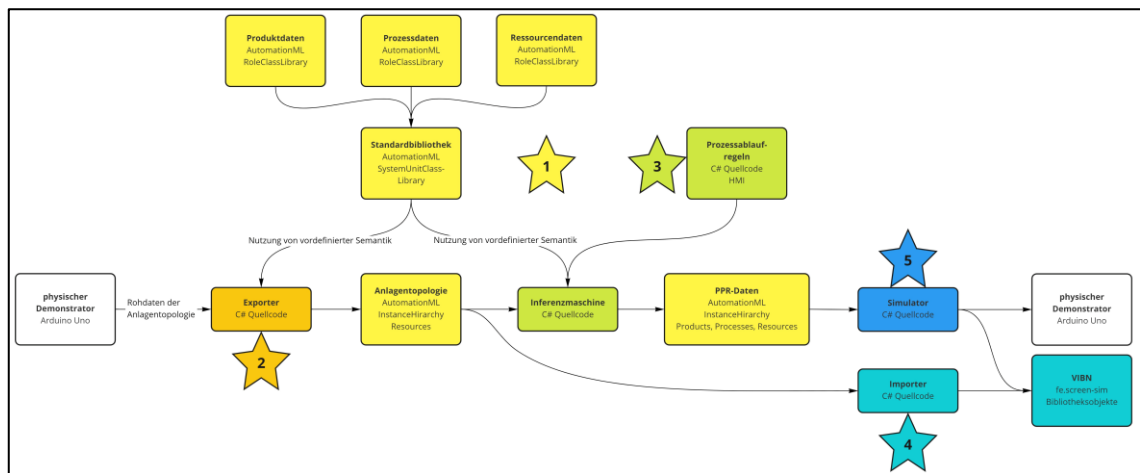 Produktdaten
AutomationML
RoleClassLibrary
Prozessdaten
AutomationML
RoleClassLibrary
Ressourcendaten
AutomationML
RoleClassLibrary
Standardbibliothek
AutomationML
SystemUnitClass-
Library
1
3
Prozessablauf-
regeln
C# Quellcode
HMI
Nutzung von vordefinierter Semantik
Nutzung von vordefinierter Semantik
5
physischer
Demonstrator
Arduino Uno
Rohdaten der
Anlagentopologie
Exporter
C# Quellcode
2
Anlagentopologie
AutomationML
InstanceHirarchy
Resources
Inferenzmaschine
C# Quellcode
PPR-Daten
AutomationML
InstanceHirarchy
Products, Processes, Resources
Simulator
C# Quellcode
physischer
Demonstrator
Arduino Uno
Importer
C# Quellcode
4
VIBN
fe.screen-sim
Bibliotheksobjekte